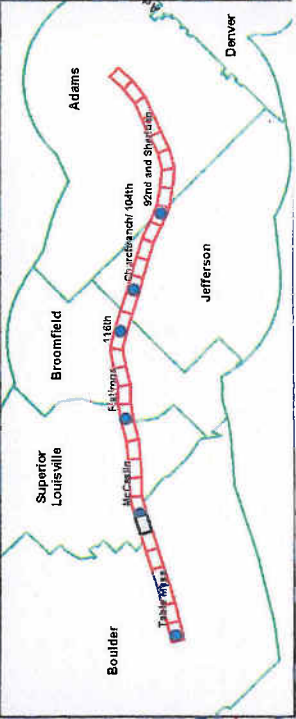 Boulder
Superior
Louisville
Broomfield
Adams
Denver
Jefferson
Table Mesa
McCaslin
Flatirons
116th
Church Ranch/ 104th
92nd and Sheridan